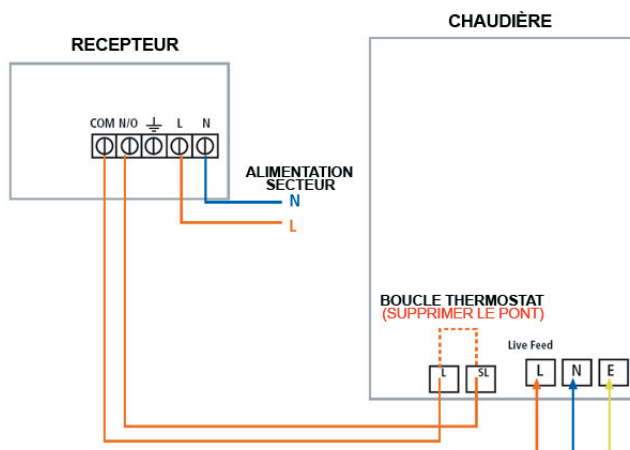 CHAUDIÈRE
RECEPTEUR
COM N/O L N
ALIMENTATION
SECTEUR
N
L
BOUCLE THERMOSTAT
(SUPPRIMER LE PONT)
Live Feed
L SL L N E